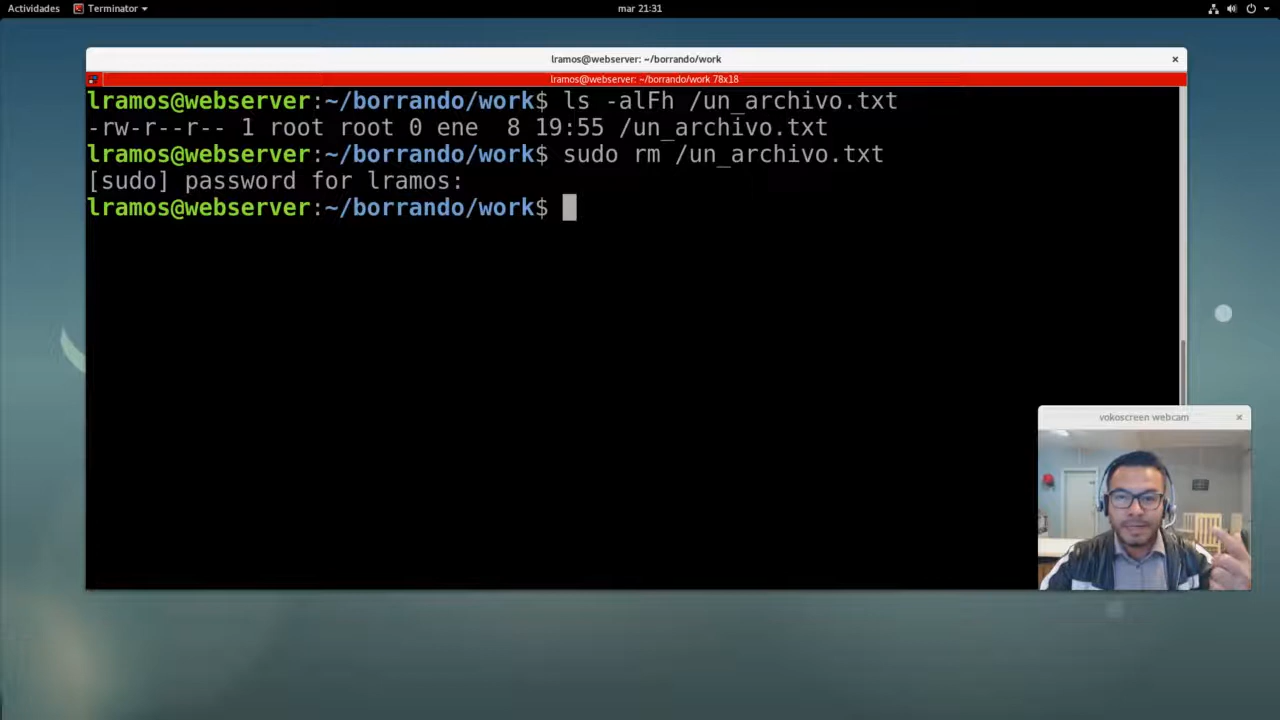 Actividades
Terminator
mar 21:31
lramos@webserver: ~/borrando/work
lramos@webserver: ~/borrando/work 78x18
lramos@webserver:~/borrando/work$ ls -alFh /un_archivo.txt
-rw-r--r-- 1 root root 0 ene  8 19:55 /un_archivo.txt
lramos@webserver:~/borrando/work$ sudo rm /un_archivo.txt
[sudo] password for lramos:
lramos@webserver:~/borrando/work$
vokoscreen webcam